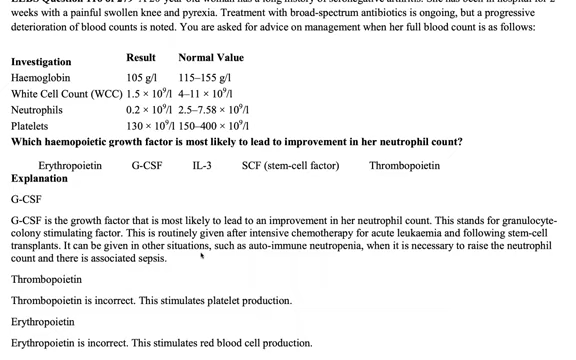 weeks with a painful swollen knee and pyrexia. Treatment with broad-spectrum antibiotics is ongoing, but a progressive
deterioration of blood counts is noted. You are asked for advice on management when her full blood count is as follows:
Investigation Result Normal Value
Haemoglobin 105 g/l 115–155 g/l
White Cell Count (WCC) 1.5 × 10⁹/l 4–11 × 10⁹/l
Neutrophils 0.2 × 10⁹/l 2.5–7.58 × 10⁹/l
Platelets 130 × 10⁹/l 150–400 × 10⁹/l
Which haemopoietic growth factor is most likely to lead to improvement in her neutrophil count?
Erythropoietin G-CSF IL-3 SCF (stem-cell factor) Thrombopoietin
Explanation
G-CSF
G-CSF is the growth factor that is most likely to lead to an improvement in her neutrophil count. This stands for granulocyte-
colony stimulating factor. This is routinely given after intensive chemotherapy for acute leukaemia and following stem-cell
transplants. It can be given in other situations, such as auto-immune neutropenia, when it is necessary to raise the neutrophil
count and there is associated sepsis.
Thrombopoietin
Thrombopoietin is incorrect. This stimulates platelet production.
Erythropoietin
Erythropoietin is incorrect. This stimulates red blood cell production.